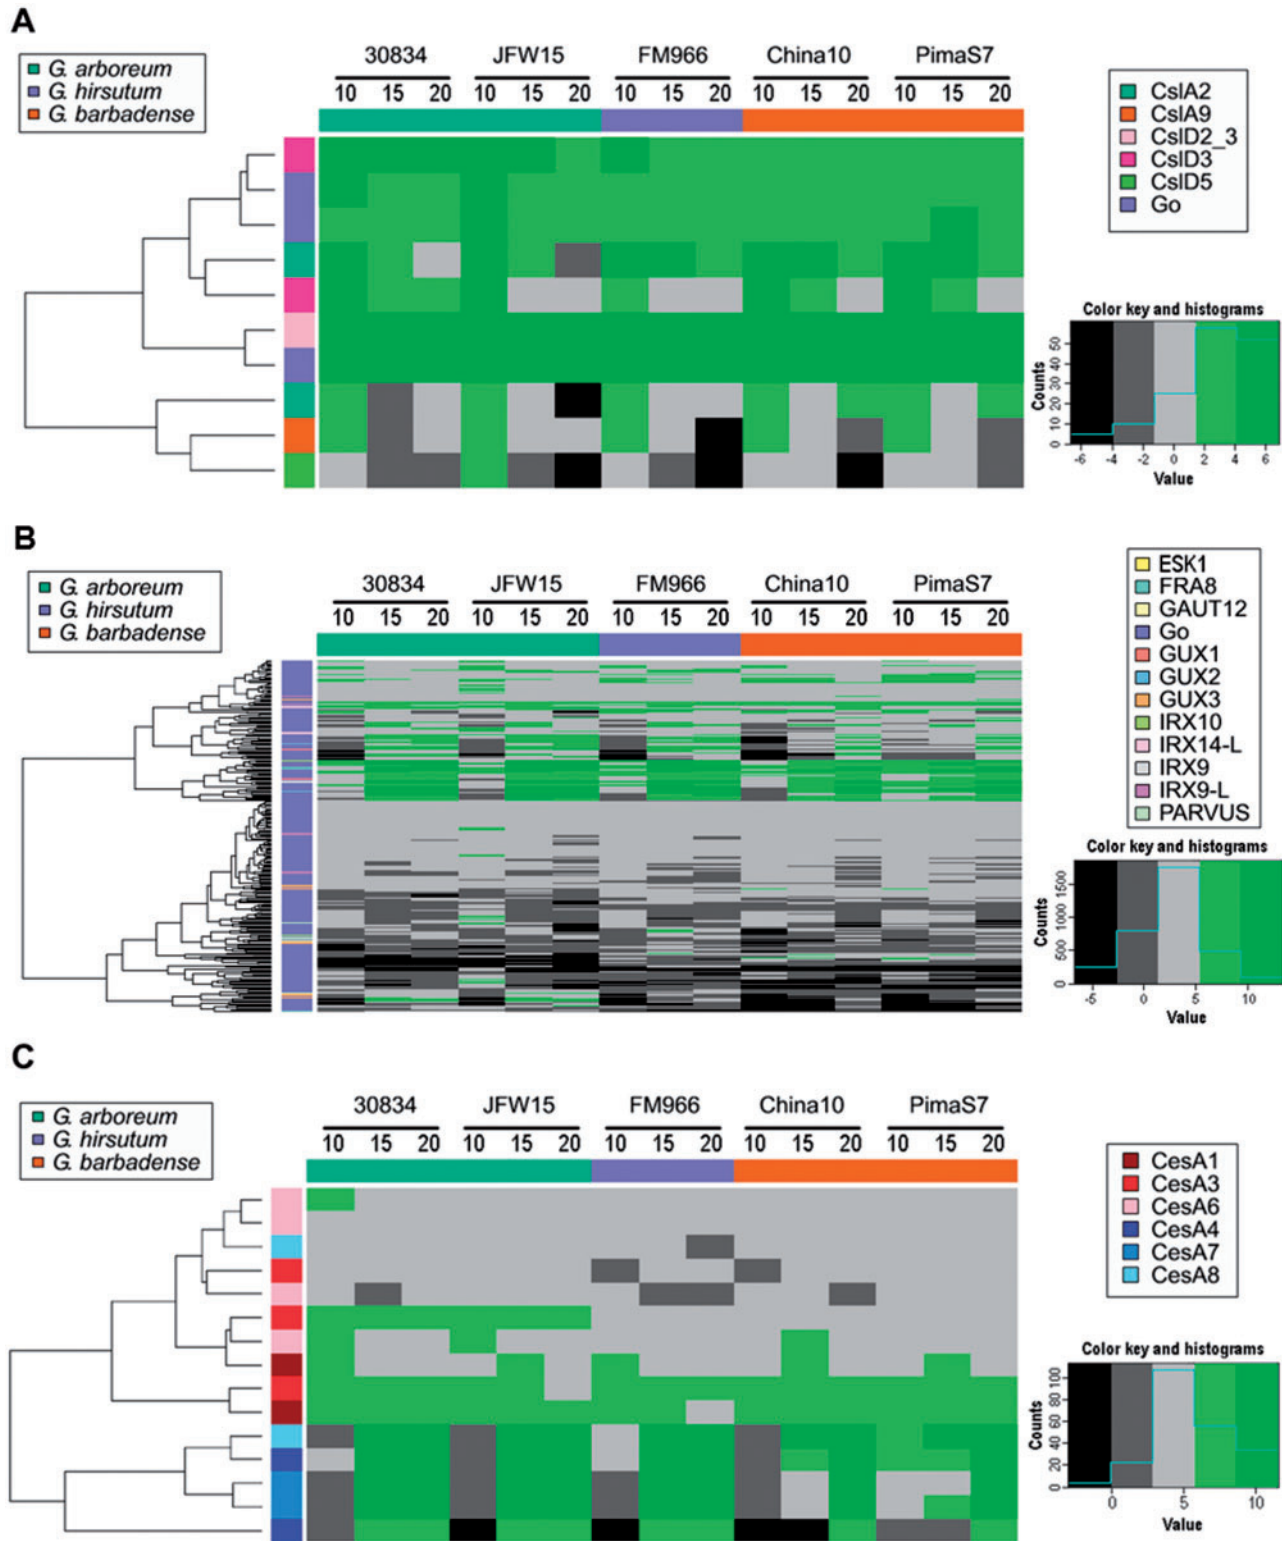 A
G. arboreum
G. hirsutum
G. barbadense
30834 JFW15 FM966 China10 PimaS7
10 15 20 10 15 20 10 15 20 10 15 20 10 15 20
CslA2
CslA9
CslD2_3
CslD3
CslD5
Go
Color key and histograms
Counts
0 10 20 30 40 50
-6 -4 -2 0 2 4 6
Value
B
G. arboreum
G. hirsutum
G. barbadense
30834 JFW15 FM966 China10 PimaS7
10 15 20 10 15 20 10 15 20 10 15 20 10 15 20
ESK1
FRA8
GAUT12
Go
GUX1
GUX2
GUX3
IRX10
IRX14-L
IRX9
IRX9-L
PARVUS
Color key and histograms
Counts
0 500 1000 1500
-5 0 5 10
Value
C
G. arboreum
G. hirsutum
G. barbadense
30834 JFW15 FM966 China10 PimaS7
10 15 20 10 15 20 10 15 20 10 15 20 10 15 20
CesA1
CesA3
CesA6
CesA4
CesA7
CesA8
Color key and histograms
Counts
0 20 40 60 80 100
0 5 10
Value